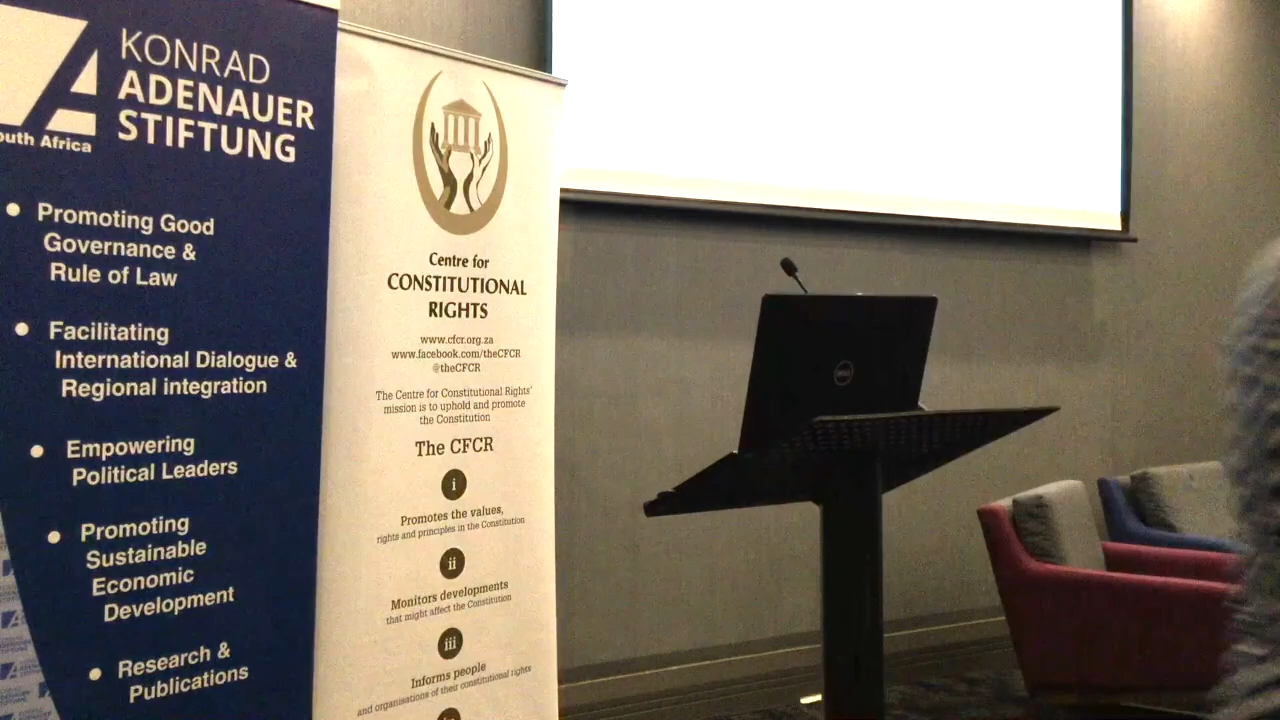 KONRAD
ADENAUER
STIFTUNG
outh Africa
Promoting Good
Governance &
Rule of Law
Facilitating
International Dialogue &
Regional integration
Empowering
Political Leaders
Promoting
Sustainable
Economic
Development
Research &
Publications
Centre for
CONSTITUTIONAL
RIGHTS
www.cfcr.org.za
www.facebook.com/theCFCR
@theCFCR
The Centre for Constitutional Rights'
mission is to uphold and promote
the Constitution
The CFCR
i
Promotes the values,
rights and principles in the Constitution
ii
Monitors developments
that might affect the Constitution
iii
Informs people
and organisations of their constitutional rights
DELL